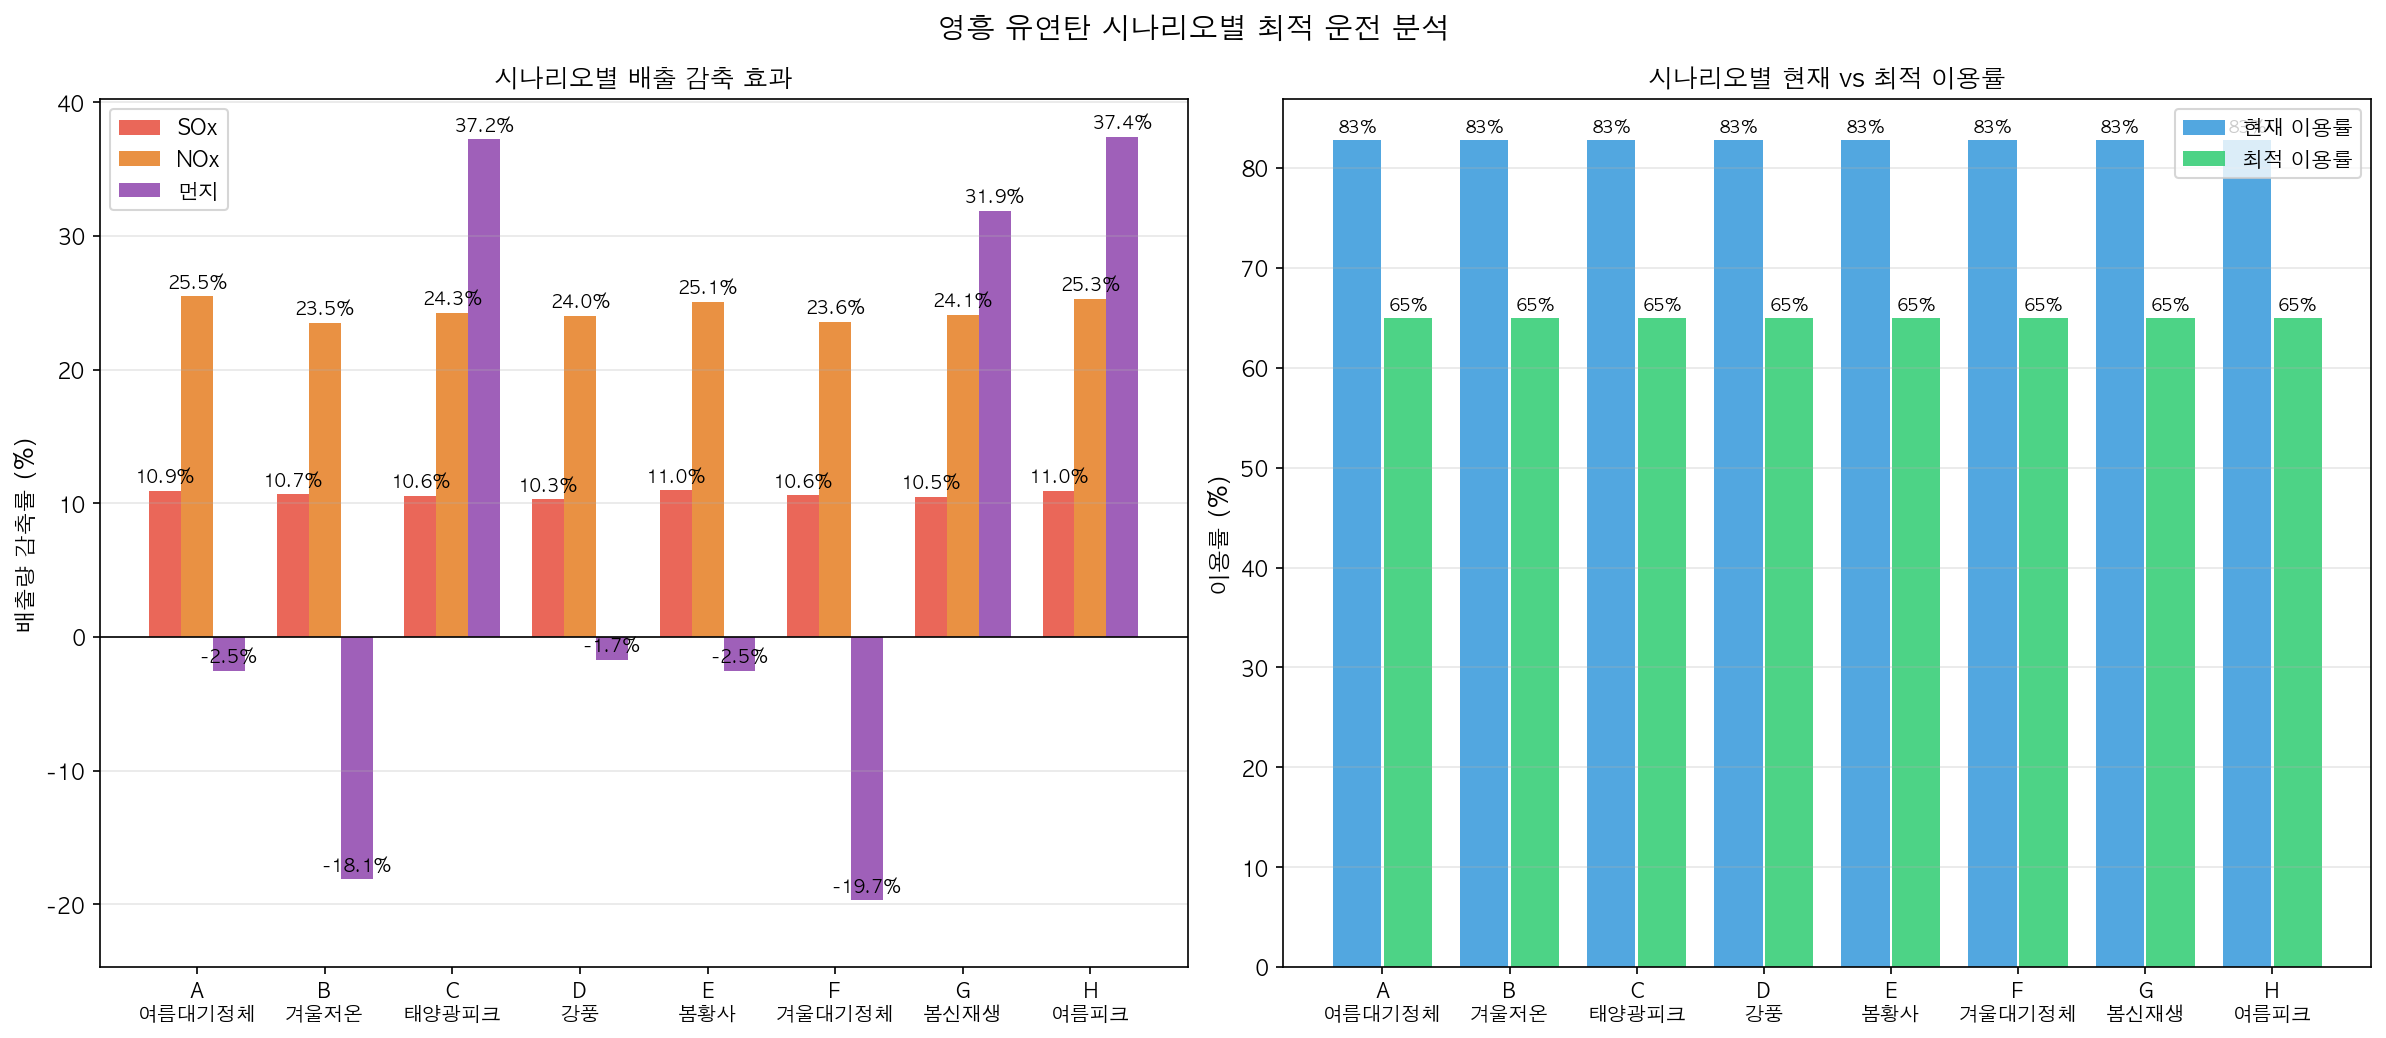 영흥 유연탄 시나리오별 최적 운전 분석
시나리오별 배출 감축 효과
배출량 감축률 (%)
40
30
20
10
0
-10
-20
SOx
NOx
먼지
10.9% 25.5% -2.5%
10.7% 23.5% -18.1%
10.6% 24.3% 37.2%
10.3% 24.0% -1.7%
11.0% 25.1% -2.5%
10.6% 23.6% -19.7%
10.5% 24.1% 31.9%
11.0% 25.3% 37.4%
A B C D E F G H
여름대기정체 겨울저온 태양광피크 강풍 봄황사 겨울대기정체 봄신재생 여름피크
시나리오별 현재 vs 최적 이용률
이용률 (%)
80
70
60
50
40
30
20
10
0
현재 이용률
최적 이용률
83% 83% 83% 83% 83% 83% 83%
65% 65% 65% 65% 65% 65% 65% 65%
A B C D E F G H
여름대기정체 겨울저온 태양광피크 강풍 봄황사 겨울대기정체 봄신재생 여름피크